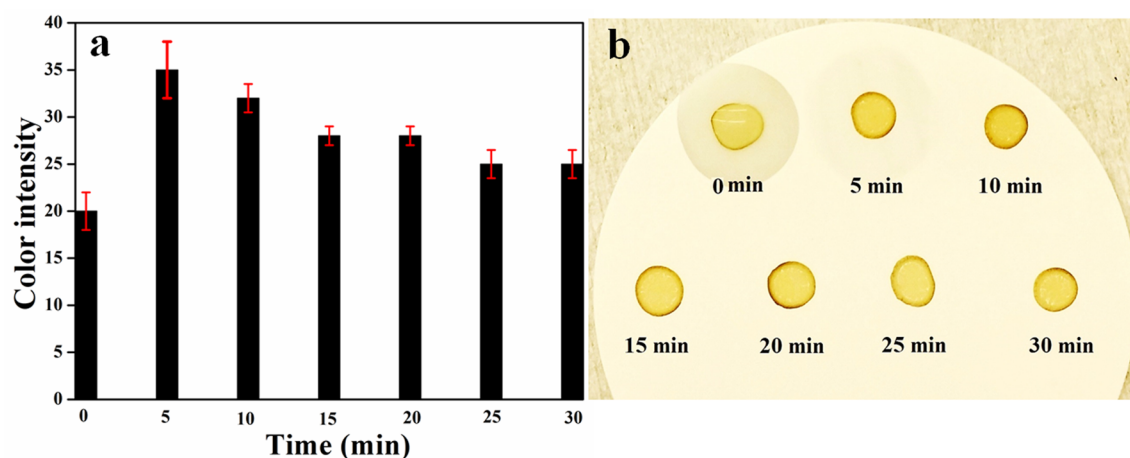 a
40
35
30
25
20
15
10
5
0
Color intensity
0 5 10 15 20 25 30
Time (min)
b
0 min 5 min 10 min
15 min 20 min 25 min 30 min